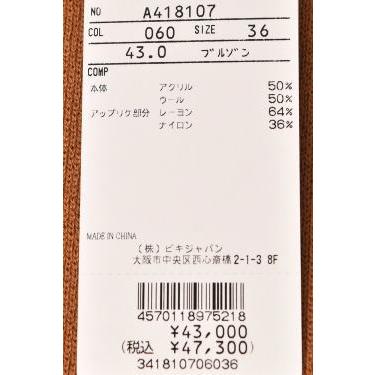 NO A418107
COL 060 SIZE 36
43.0 ブルゾン
COMP
本体 アクリル 50%
ウール 50%
アップリケ部分 レーヨン 64%
ナイロン 36%
MADE IN CHINA
(株)ピキジャパン
大阪市中央区西心斎橋2-1-3 8F
4570118975218
¥43,000
(税込 ¥47,300)
341810706036